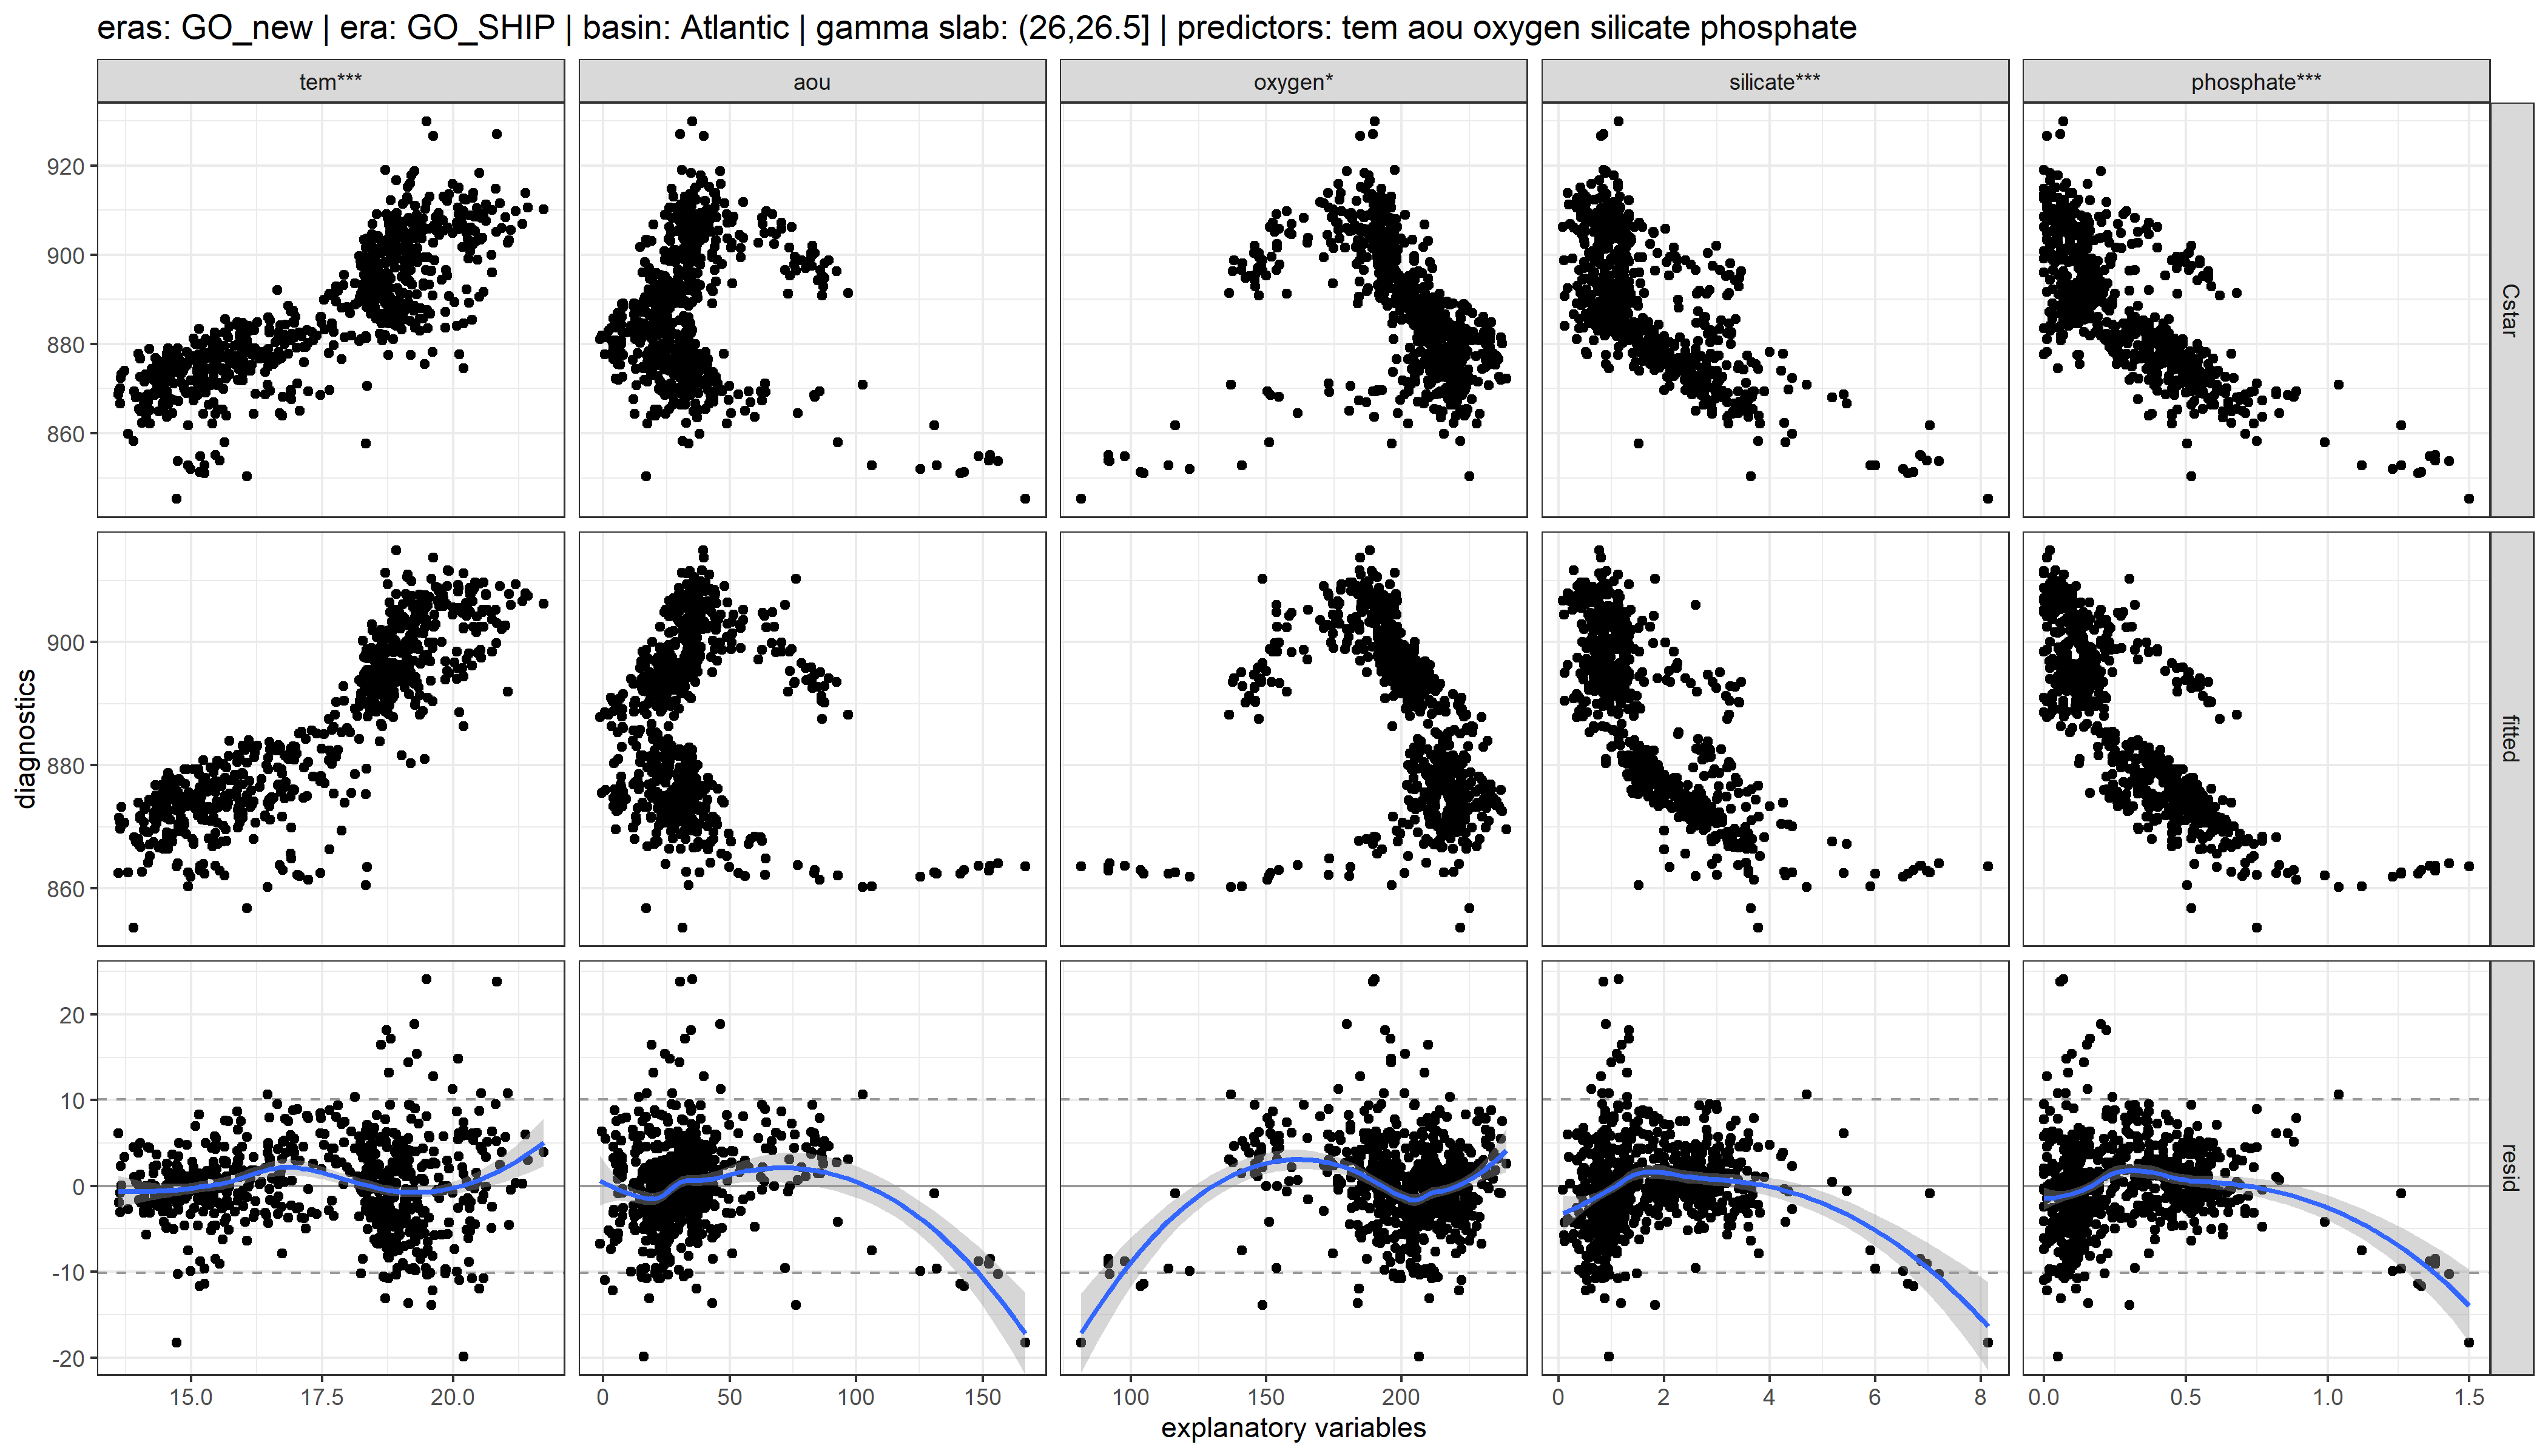 eras: GO_new | era: GO_SHIP | basin: Atlantic | gamma slab: (26,26.5] | predictors: tem aou oxygen silicate phosphate
tem*** aou oxygen* silicate*** phosphate***
920
900
880
860
Cstar
900
880
860
fitted
diagnostics
20
10
0
-10
-20
resid
15.0 17.5 20.0 0 50 100 150 100 150 200 0 2 4 6 8 0.0 0.5 1.0 1.5
explanatory variables